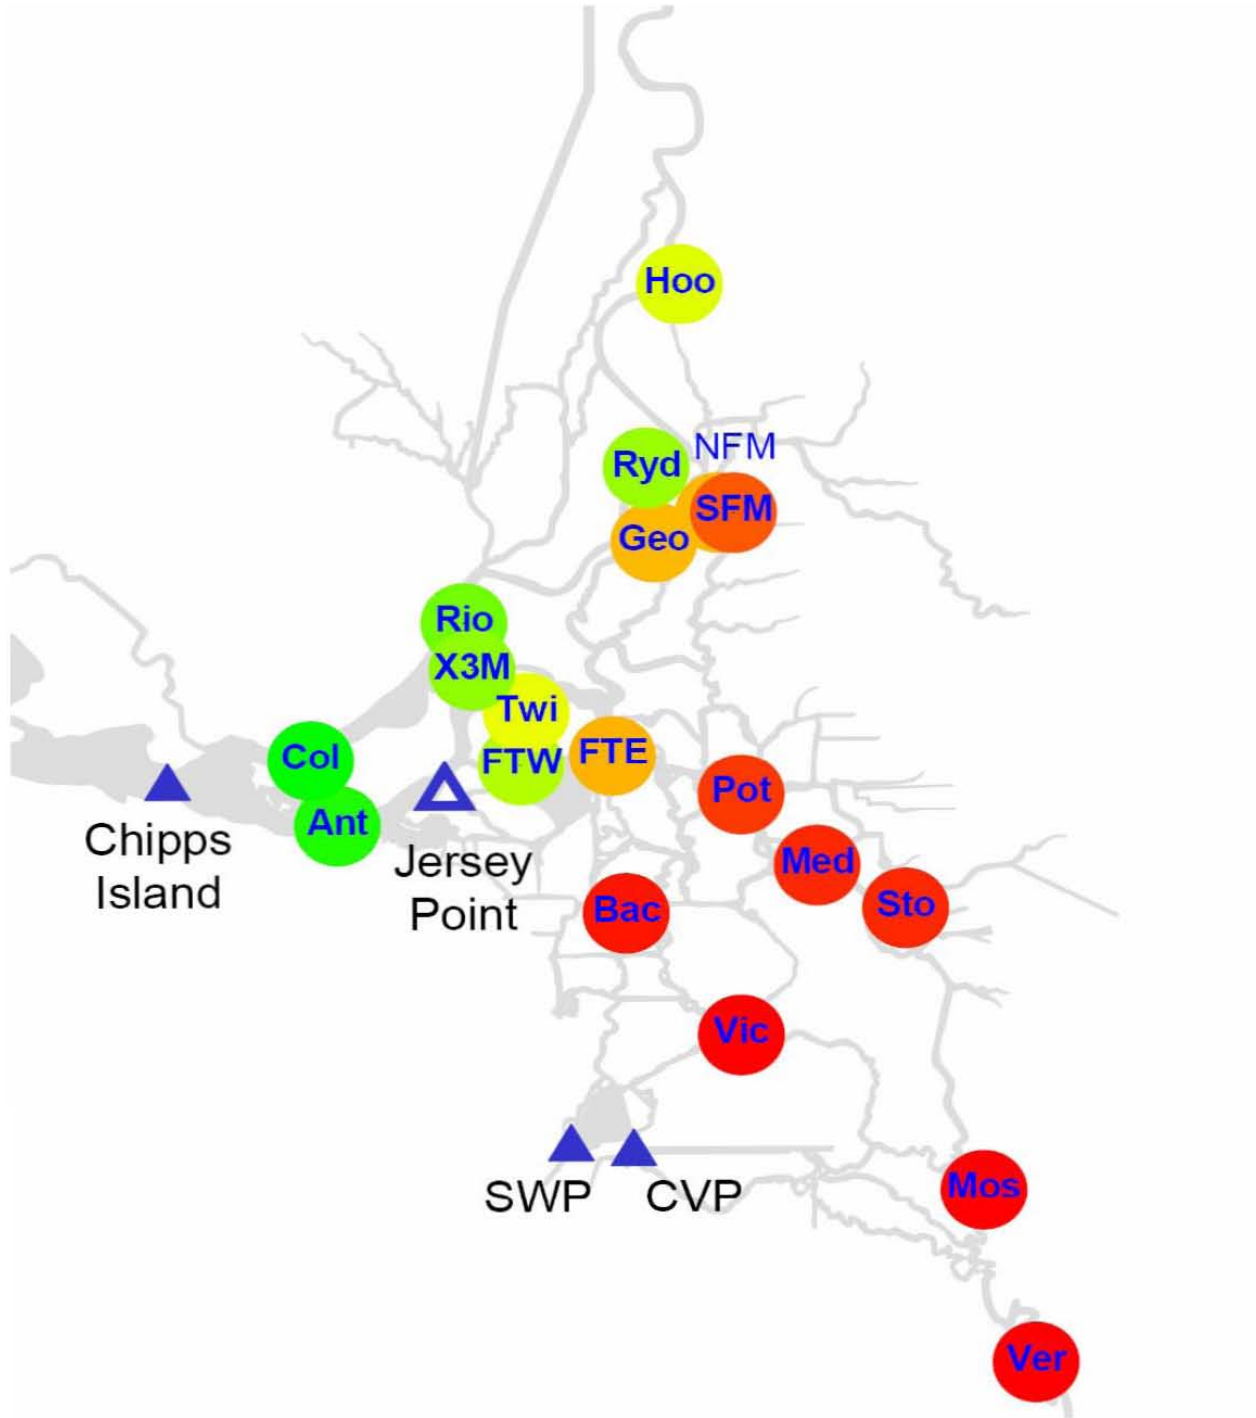 Hoo
NFM
Ryd
SFM
Geo
Rio
X3M
Twi
FTE
Col
FTW
Pot
Ant
Chipps
Island
Jersey
Point
Med
Sto
Bac
Vic
SWP
CVP
Mos
Ver